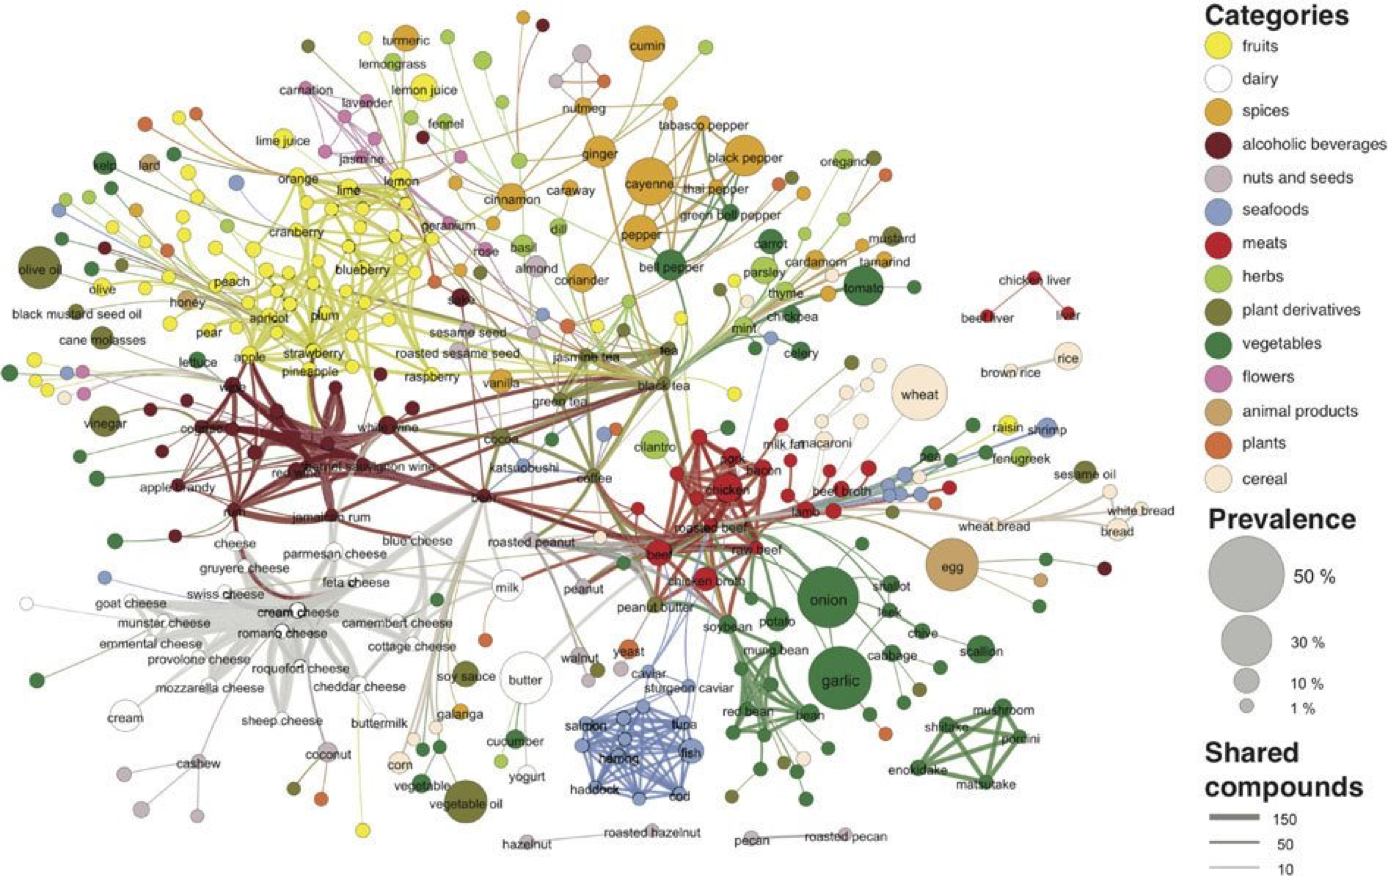 Categories
fruits
dairy
spices
alcoholic beverages
nuts and seeds
seafoods
meats
herbs
plant derivatives
vegetables
flowers
animal products
plants
cereal
Prevalence
50 %
30 %
10 %
1 %
Shared
compounds
150
50
10
turmeric
cumin
lemongrass
carnation
lemon juice
lavender
nutmeg
fennel
tabasco pepper
lime juice
ginger
black pepper
kelp
lard
jasmine
oregano
orange
lime
lemon
cayenne
thai pepper
caraway
cinnamon
green bell pepper
cranberry
geranium
dill
pepper
mustard
rose
basil
carrot
olive oil
blueberry
almond
bell pepper
cardamom
tamarind
parsley
peach
coriander
chicken liver
olive
honey
sake
thyme
tomato
black mustard seed oil
apricot
plum
chickpea
beef liver
liver
pear
sesame seed
mint
cane molasses
lettuce
apple
strawberry
roasted sesame seed
jasmine tea
tea
celery
rice
pineapple
raspberry
vanilla
black tea
brown rice
wine
green tea
wheat
vinegar
cognac
white wine
cocoa
cilantro
milk fat
macaroni
raisin
shrimp
red wine
cabernet sauvignon wine
katsuobushi
pork
bacon
pea
fenugreek
coffee
sesame oil
apple brandy
beer
chicken
beef broth
rum
jamaican rum
lamb
white bread
roasted beef
wheat bread
bread
cheese
parmesan cheese
blue cheese
roasted peanut
beef
raw beef
gruyere cheese
egg
feta cheese
swiss cheese
milk
peanut
chicken broth
shallot
goat cheese
cream cheese
peanut butter
onion
leek
munster cheese
romano cheese
camembert cheese
soybean
potato
chive
emmental cheese
cottage cheese
mung bean
cabbage
scallion
provolone cheese
roquefort cheese
walnut
yeast
mozzarella cheese
cheddar cheese
soy sauce
butter
caviar
sturgeon caviar
garlic
cream
sheep cheese
buttermilk
galanga
salmon
tuna
red bean
bean
mushroom
shiitake
porcini
cucumber
coconut
herring
fish
cashew
corn
yogurt
enokidake
matsutake
vegetable
haddock
cod
vegetable oil
hazelnut
roasted hazelnut
pecan
roasted pecan